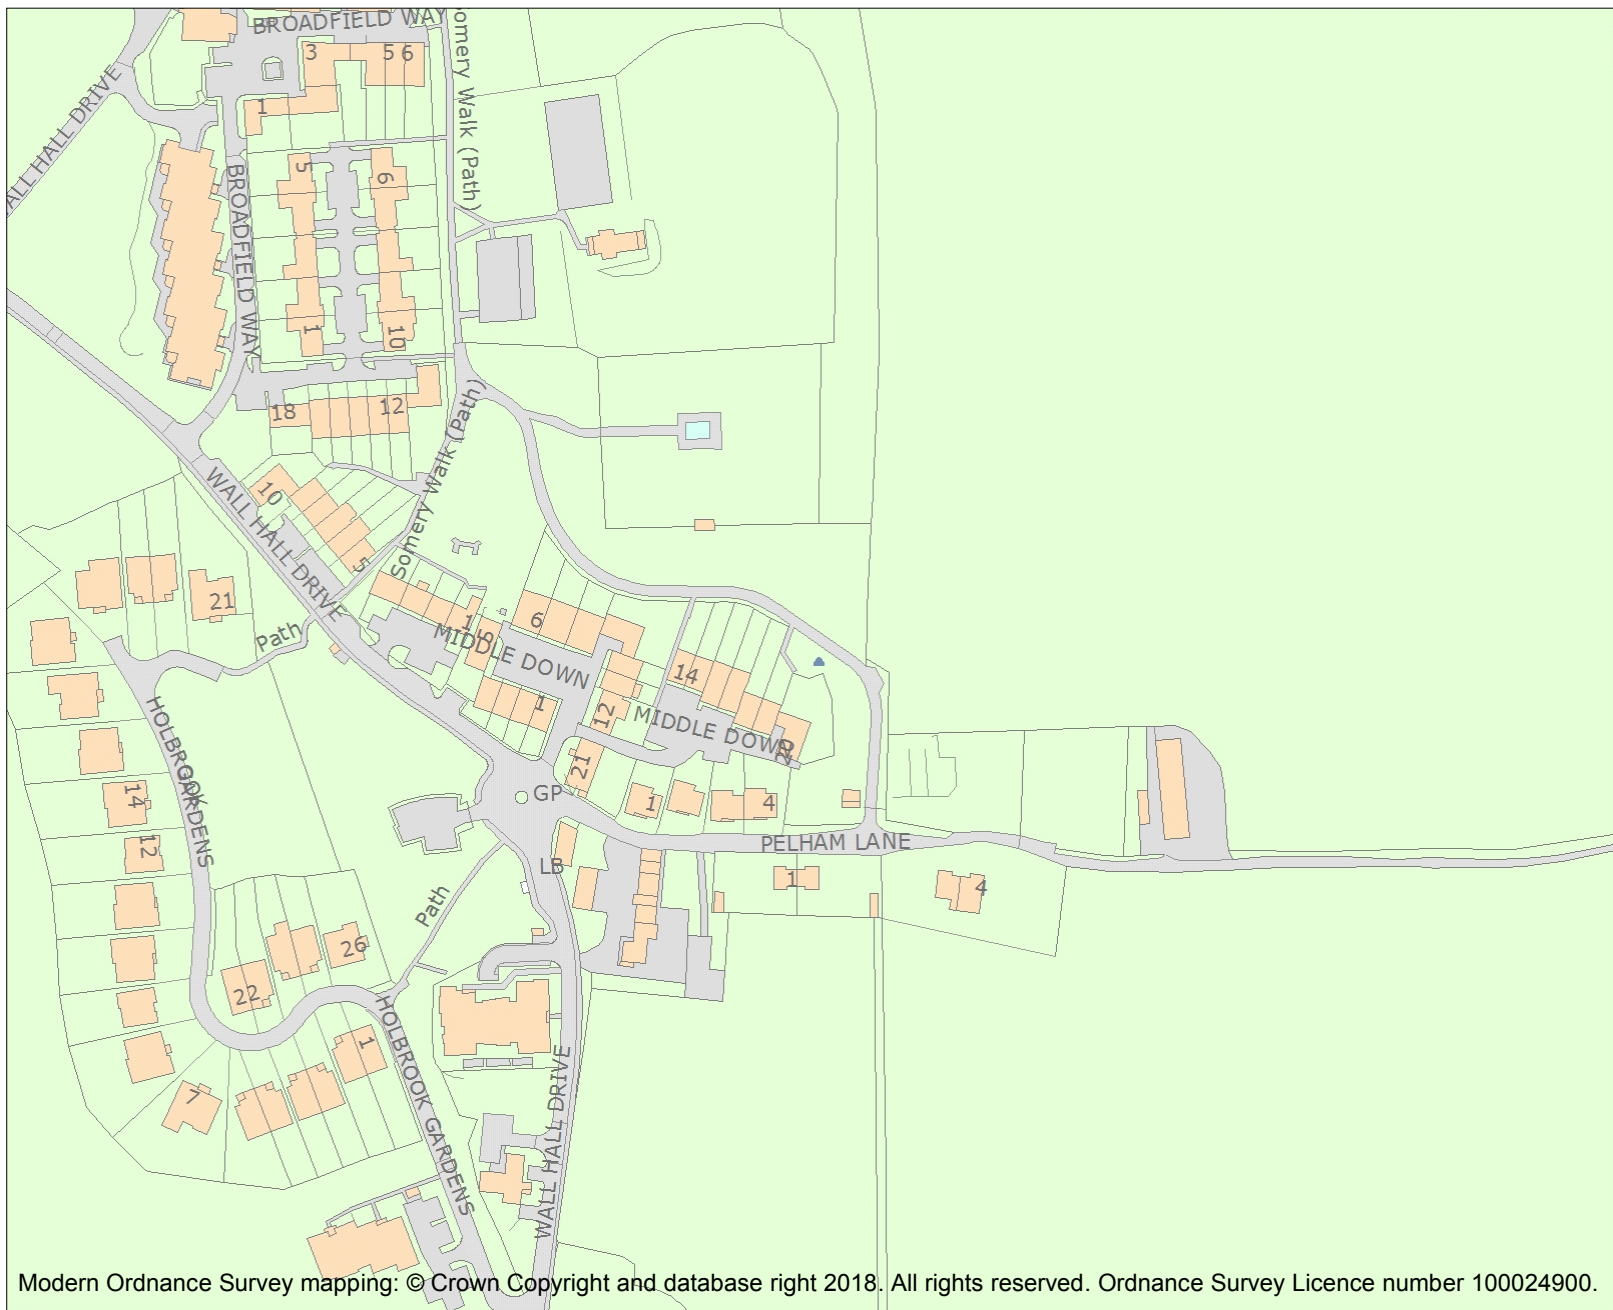 BROADFIELD WAY
3
5 6
1
Somery Walk (Path)
WALL HALL DRIVE
BROADFIELD WAY
5
6
1
10
18
12
Somery Walk (Path)
10
5
WALL HALL DRIVE
21
Path
1
5
6
MIDDLE DOWN
14
1
12
MIDDLE DOWN
20
HOLBROOK
GARDENS
21
GP
1
4
14
12
PELHAM LANE
LB
1
4
Path
26
22
HOLBROOK GARDENS
1
7
WALL HALL DRIVE
Modern Ordnance Survey mapping: © Crown Copyright and database right 2018. All rights reserved. Ordnance Survey Licence number 100024900.